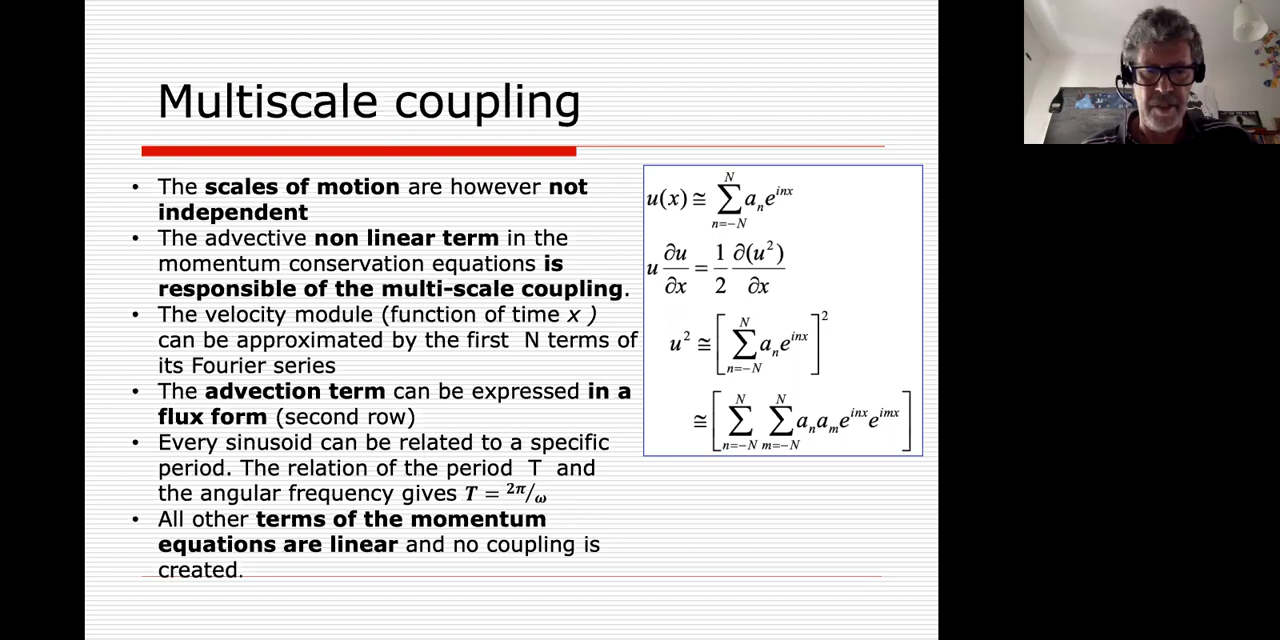 Multiscale coupling
• The scales of motion are however not
independent
• The advective non linear term in the
momentum conservation equations is
responsible of the multi-scale coupling.
• The velocity module (function of time x )
can be approximated by the first N terms of
its Fourier series
• The advection term can be expressed in a
flux form (second row)
• Every sinusoid can be related to a specific
period. The relation of the period T and
the angular frequency gives T = 2π/ω
• All other terms of the momentum
equations are linear and no coupling is
created.
u(x) ≅ ∑_{n=−N}^{N} a_n e^{inx}
u ∂u/∂x = 1/2 ∂(u²)/∂x
u² ≅ [∑_{n=−N}^{N} a_n e^{inx}]²
≅ [∑_{n=−N}^{N} ∑_{m=−N}^{N} a_n a_m e^{inx} e^{imx}]